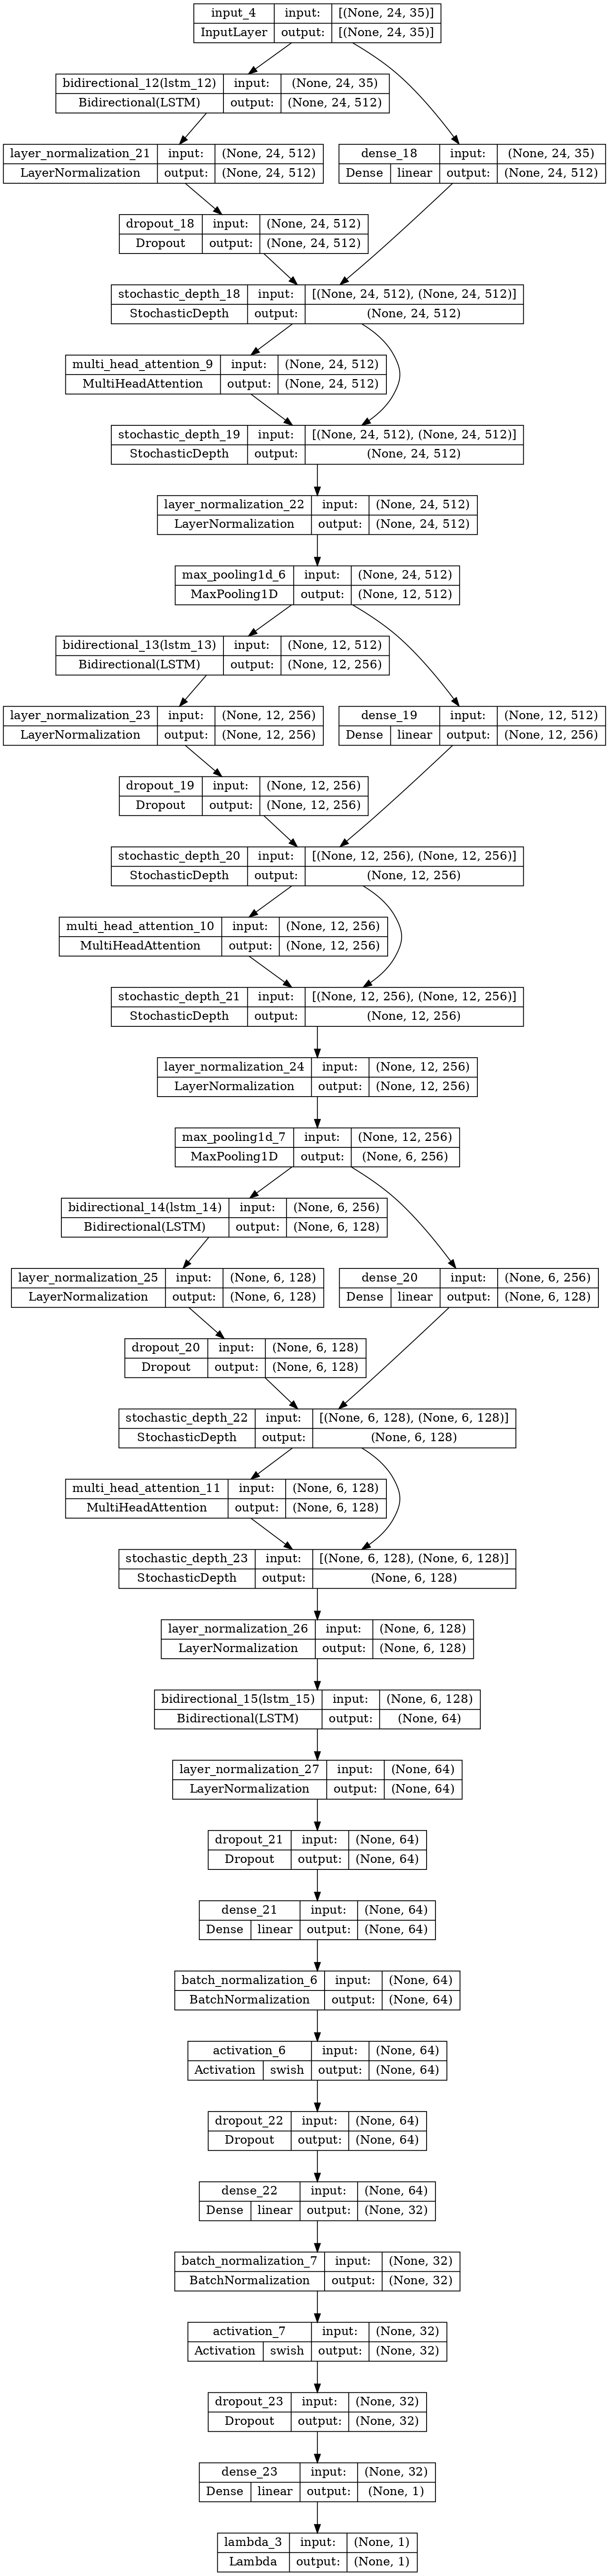 input_4 input: [(None, 24, 35)]
InputLayer output: [(None, 24, 35)]
bidirectional_12(lstm_12) input: (None, 24, 35)
Bidirectional(LSTM) output: (None, 24, 512)
layer_normalization_21 input: (None, 24, 512)
LayerNormalization output: (None, 24, 512)
dense_18 input: (None, 24, 35)
Dense linear output: (None, 24, 512)
dropout_18 input: (None, 24, 512)
Dropout output: (None, 24, 512)
stochastic_depth_18 input: [(None, 24, 512), (None, 24, 512)]
StochasticDepth output: (None, 24, 512)
multi_head_attention_9 input: (None, 24, 512)
MultiHeadAttention output: (None, 24, 512)
stochastic_depth_19 input: [(None, 24, 512), (None, 24, 512)]
StochasticDepth output: (None, 24, 512)
layer_normalization_22 input: (None, 24, 512)
LayerNormalization output: (None, 24, 512)
max_pooling1d_6 input: (None, 24, 512)
MaxPooling1D output: (None, 12, 512)
bidirectional_13(lstm_13) input: (None, 12, 512)
Bidirectional(LSTM) output: (None, 12, 256)
layer_normalization_23 input: (None, 12, 256)
LayerNormalization output: (None, 12, 256)
dense_19 input: (None, 12, 512)
Dense linear output: (None, 12, 256)
dropout_19 input: (None, 12, 256)
Dropout output: (None, 12, 256)
stochastic_depth_20 input: [(None, 12, 256), (None, 12, 256)]
StochasticDepth output: (None, 12, 256)
multi_head_attention_10 input: (None, 12, 256)
MultiHeadAttention output: (None, 12, 256)
stochastic_depth_21 input: [(None, 12, 256), (None, 12, 256)]
StochasticDepth output: (None, 12, 256)
layer_normalization_24 input: (None, 12, 256)
LayerNormalization output: (None, 12, 256)
max_pooling1d_7 input: (None, 12, 256)
MaxPooling1D output: (None, 6, 256)
bidirectional_14(lstm_14) input: (None, 6, 256)
Bidirectional(LSTM) output: (None, 6, 128)
layer_normalization_25 input: (None, 6, 128)
LayerNormalization output: (None, 6, 128)
dense_20 input: (None, 6, 256)
Dense linear output: (None, 6, 128)
dropout_20 input: (None, 6, 128)
Dropout output: (None, 6, 128)
stochastic_depth_22 input: [(None, 6, 128), (None, 6, 128)]
StochasticDepth output: (None, 6, 128)
multi_head_attention_11 input: (None, 6, 128)
MultiHeadAttention output: (None, 6, 128)
stochastic_depth_23 input: [(None, 6, 128), (None, 6, 128)]
StochasticDepth output: (None, 6, 128)
layer_normalization_26 input: (None, 6, 128)
LayerNormalization output: (None, 6, 128)
bidirectional_15(lstm_15) input: (None, 6, 128)
Bidirectional(LSTM) output: (None, 64)
layer_normalization_27 input: (None, 64)
LayerNormalization output: (None, 64)
dropout_21 input: (None, 64)
Dropout output: (None, 64)
dense_21 input: (None, 64)
Dense linear output: (None, 64)
batch_normalization_6 input: (None, 64)
BatchNormalization output: (None, 64)
activation_6 input: (None, 64)
Activation swish output: (None, 64)
dropout_22 input: (None, 64)
Dropout output: (None, 64)
dense_22 input: (None, 64)
Dense linear output: (None, 32)
batch_normalization_7 input: (None, 32)
BatchNormalization output: (None, 32)
activation_7 input: (None, 32)
Activation swish output: (None, 32)
dropout_23 input: (None, 32)
Dropout output: (None, 32)
dense_23 input: (None, 32)
Dense linear output: (None, 1)
lambda_3 input: (None, 1)
Lambda output: (None, 1)